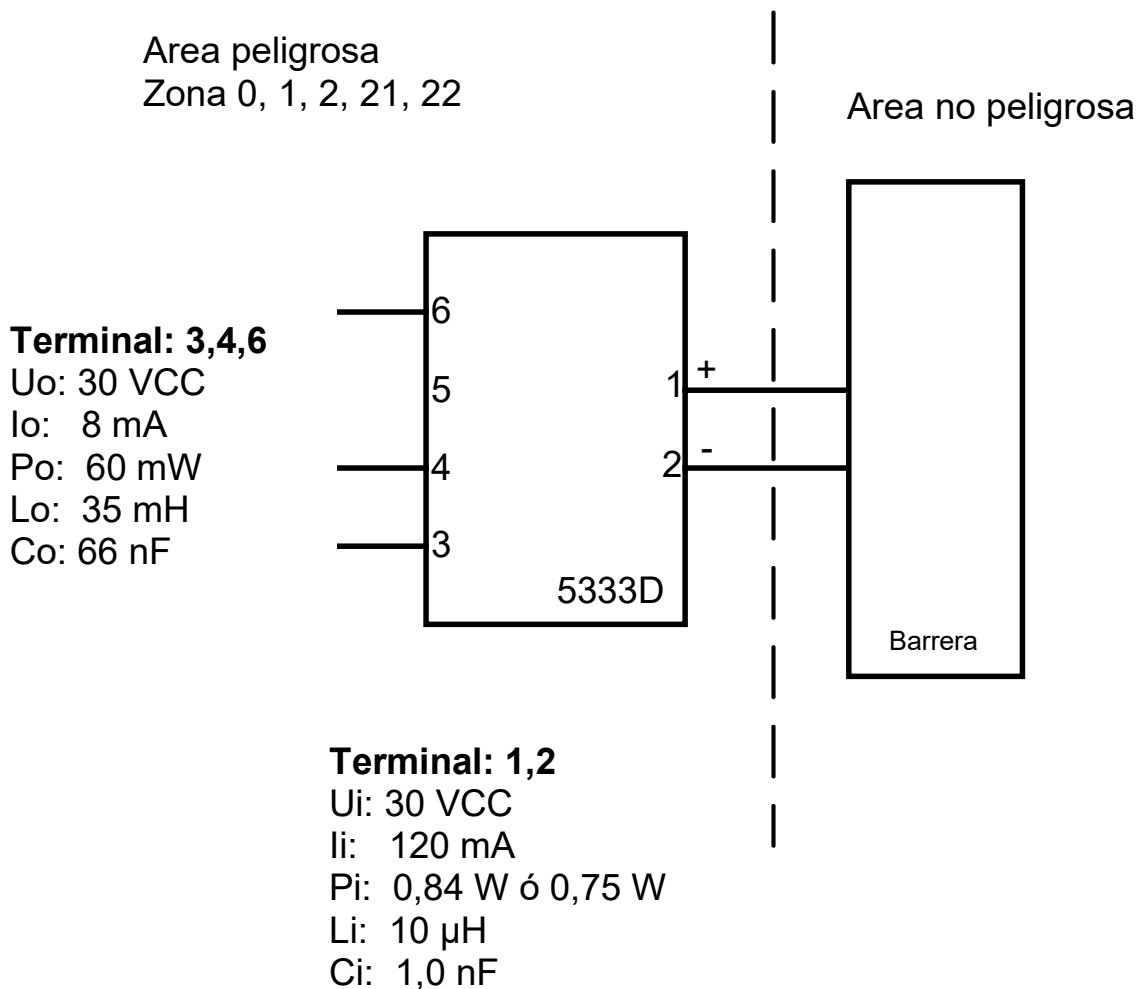 Area peligrosa
Zona 0, 1, 2, 21, 22
Area no peligrosa
Terminal: 3,4,6
Uo: 30 VCC
Io: 8 mA
Po: 60 mW
Lo: 35 mH
Co: 66 nF
6
5
4
3
1 +
2 -
5333D
Barrera
Terminal: 1,2
Ui: 30 VCC
Ii: 120 mA
Pi: 0,84 W ó 0,75 W
Li: 10 µH
Ci: 1,0 nF